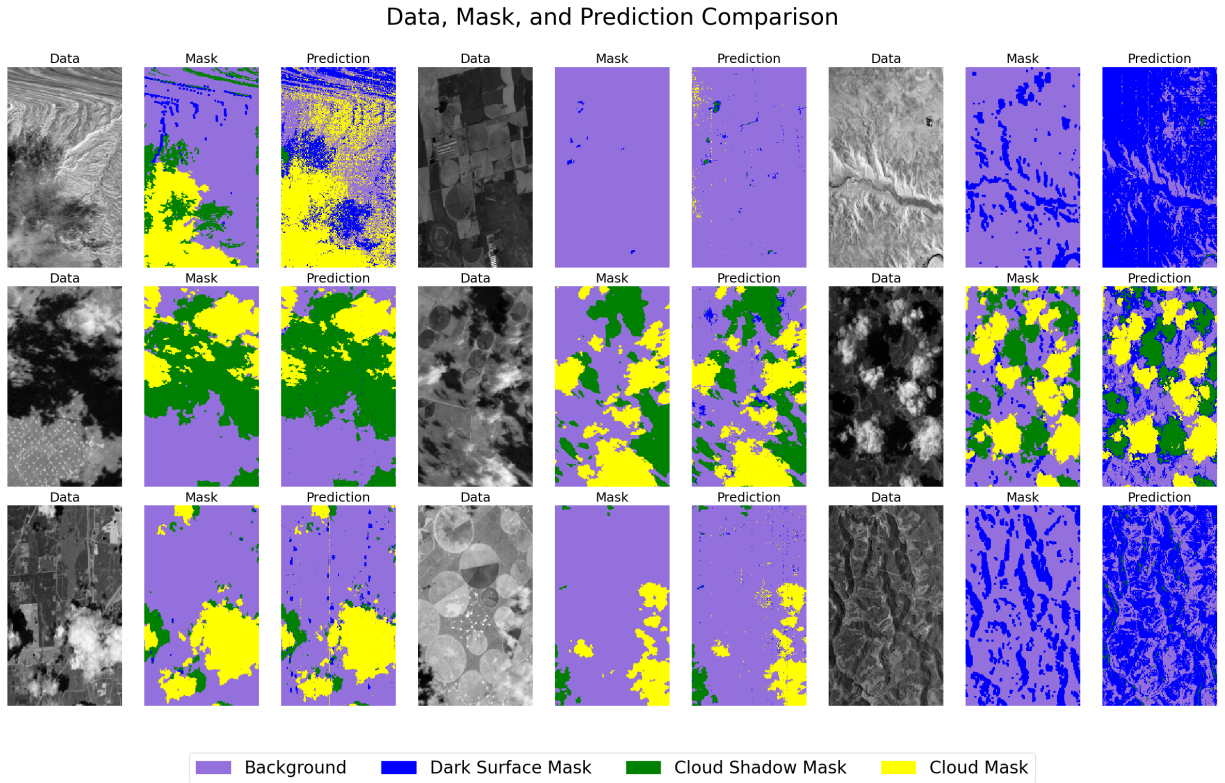 Data, Mask, and Prediction Comparison
Data Mask Prediction Data Mask Prediction Data Mask Prediction
Data Mask Prediction Data Mask Prediction Data Mask Prediction
Data Mask Prediction Data Mask Prediction Data Mask Prediction
Background Dark Surface Mask Cloud Shadow Mask Cloud Mask